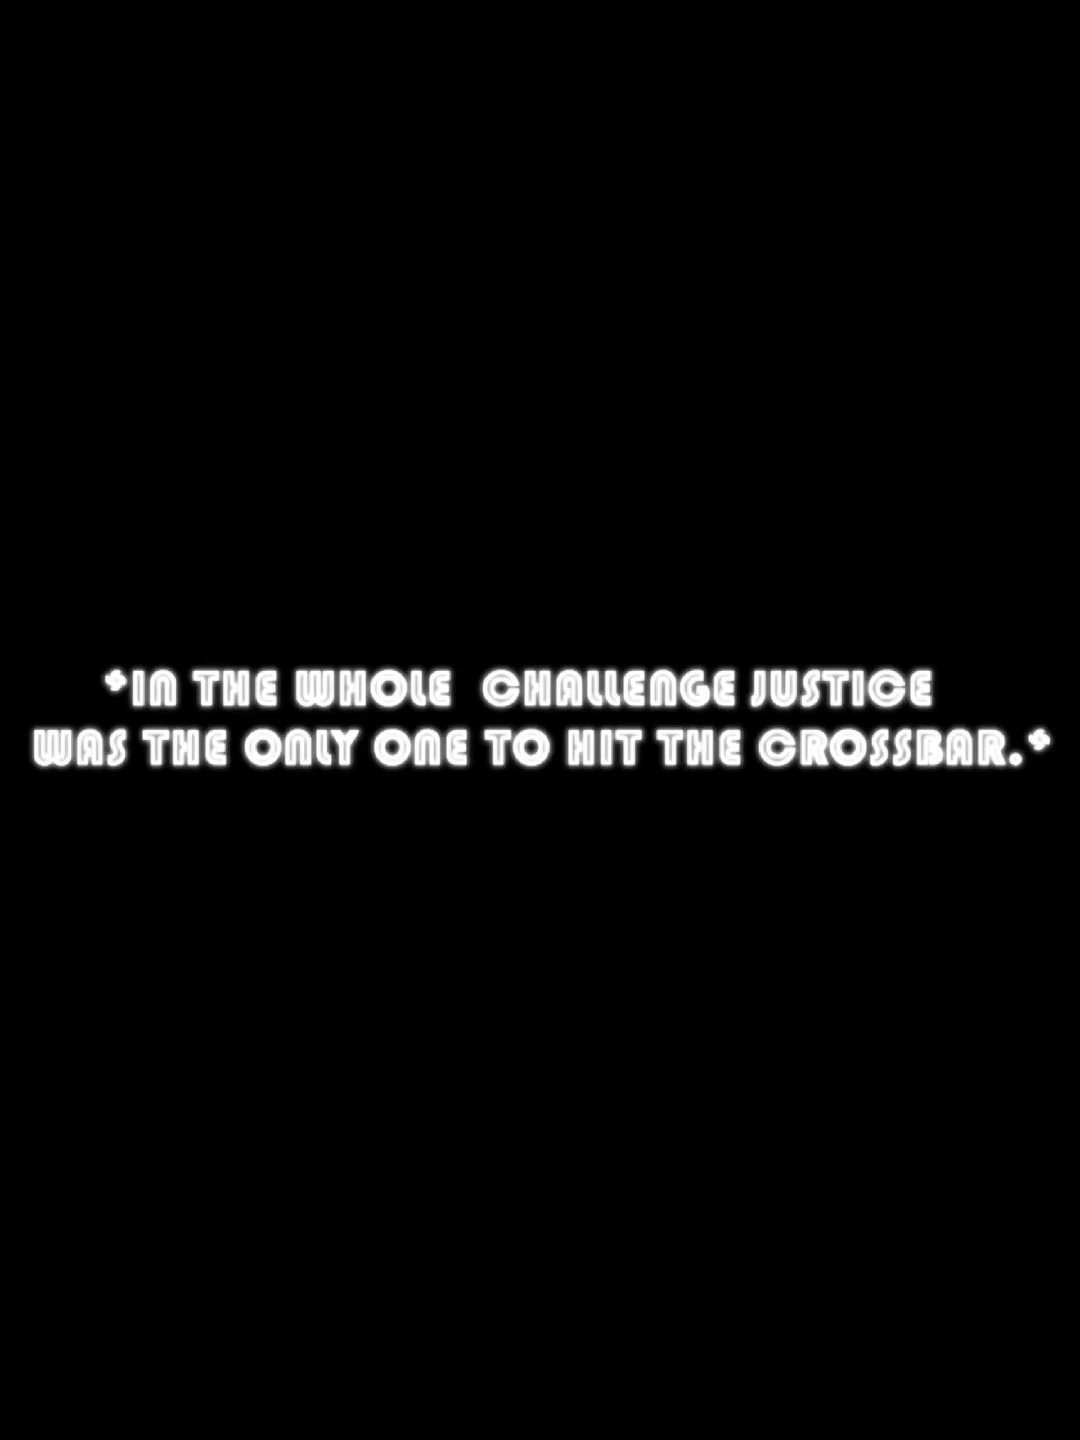 *IN THE WHOLE  CHALLENGE JUSTICE
WAS THE ONLY ONE TO HIT THE CROSSBAR.*